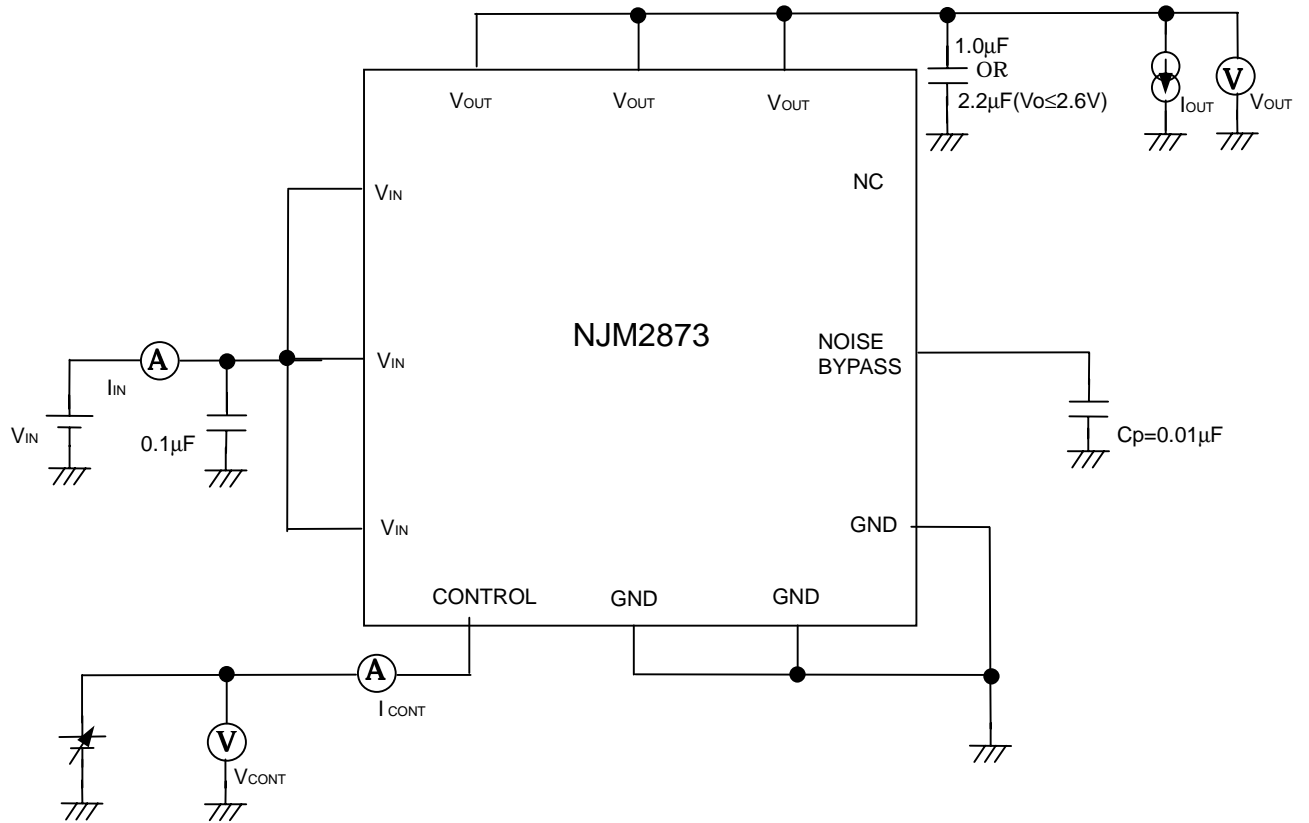 1.0μF
OR
2.2μF(Vo≤2.6V)
IOUT
V
VOUT
VOUT
VOUT
VOUT
VIN
NC
NJM2873
A
IIN
VIN
VIN
0.1μF
NOISE
BYPASS
Cp=0.01μF
VIN
GND
CONTROL
GND
GND
A
I CONT
V
VCONT